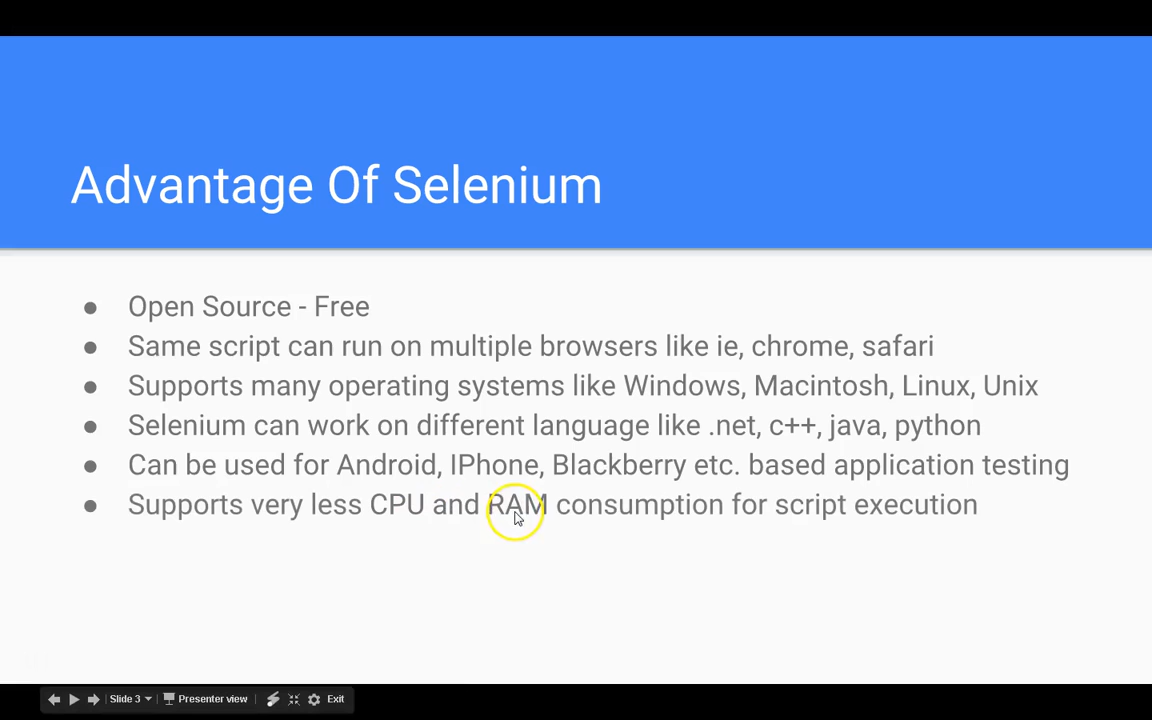 Advantage Of Selenium
● Open Source - Free
● Same script can run on multiple browsers like ie, chrome, safari
● Supports many operating systems like Windows, Macintosh, Linux, Unix
● Selenium can work on different language like .net, c++, java, python
● Can be used for Android, IPhone, Blackberry etc. based application testing
● Supports very less CPU and RAM consumption for script execution
Slide 3 Presenter view Exit